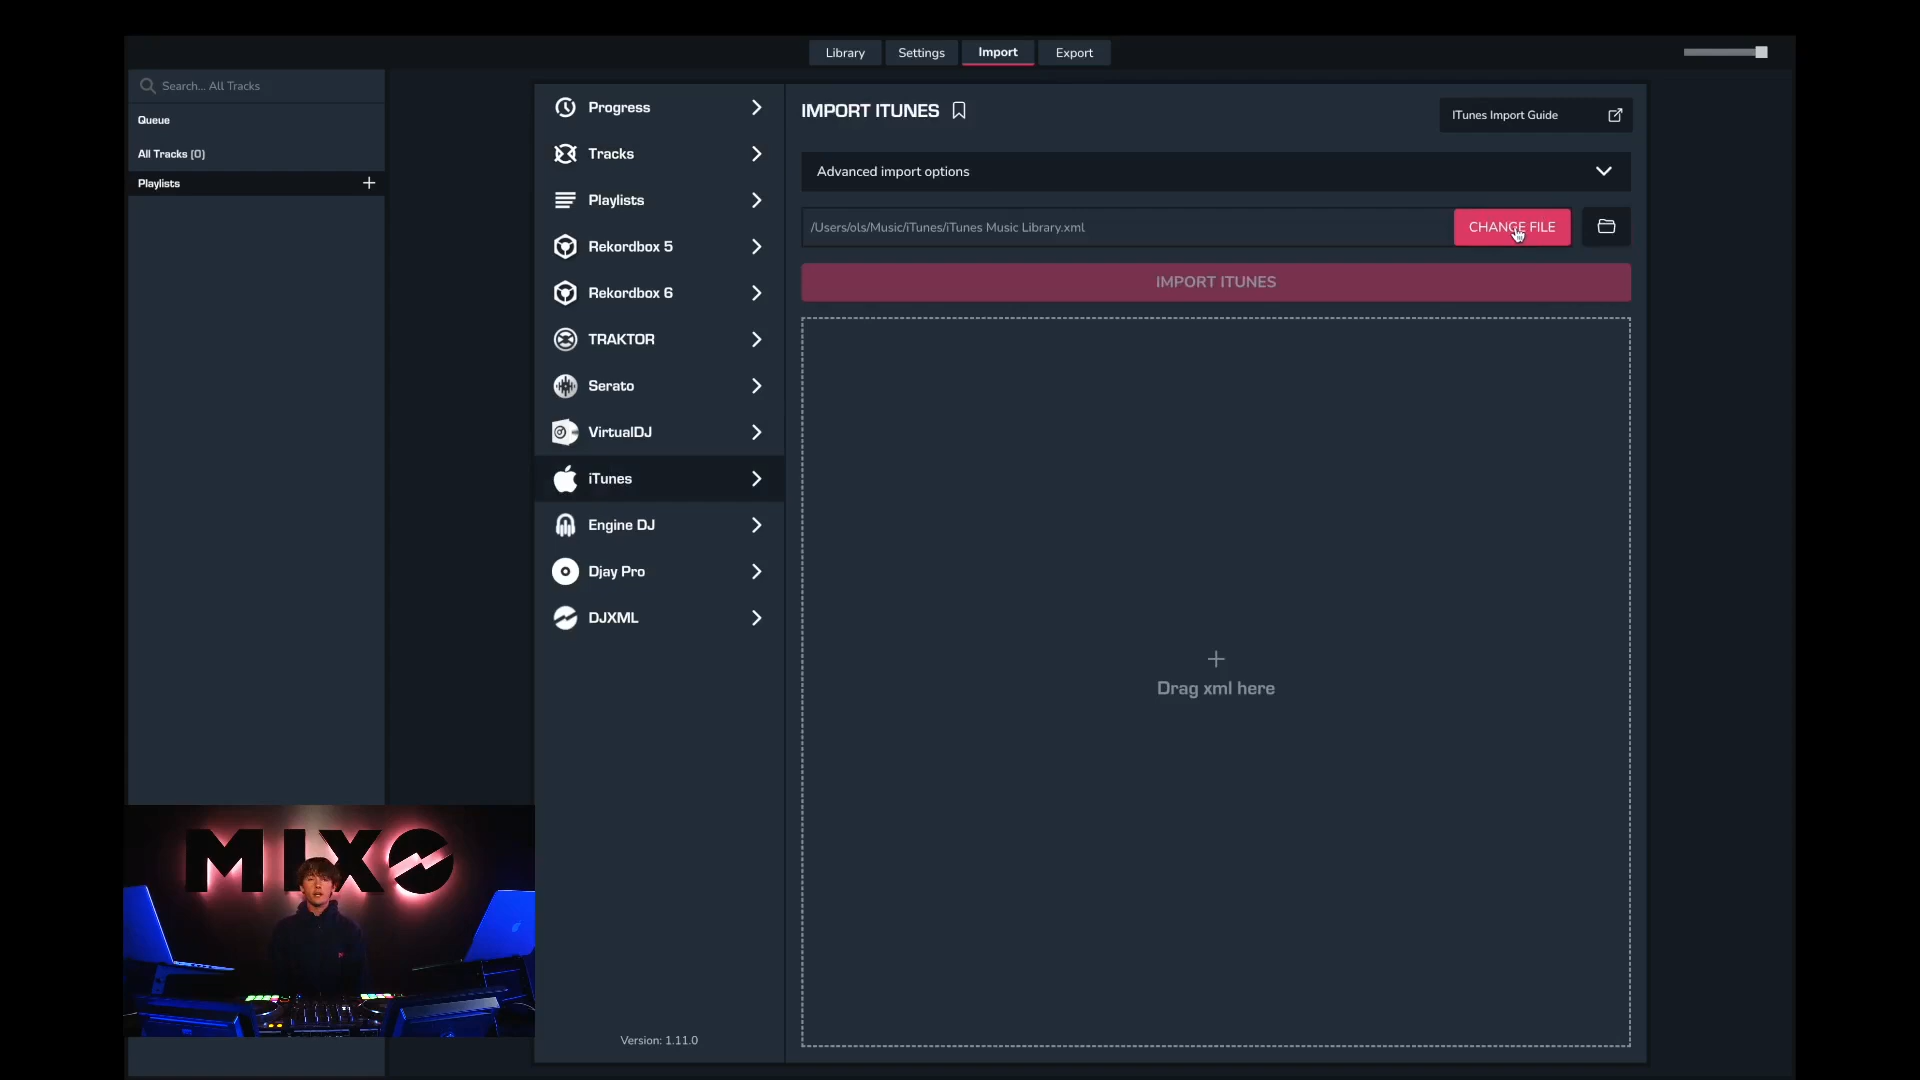 Library
Settings
Import
Export
Search... All Tracks
Queue
All Tracks (0)
Playlists
Progress
Tracks
Playlists
Rekordbox 5
Rekordbox 6
TRAKTOR
Serato
VirtualDJ
iTunes
Engine DJ
Djay Pro
DJXML
Version: 1.11.0
IMPORT ITUNES
ITunes Import Guide
Advanced import options
/Users/ols/Music/iTunes/iTunes Music Library.xml
CHANGE FILE
IMPORT ITUNES
Drag xml here
MIXO